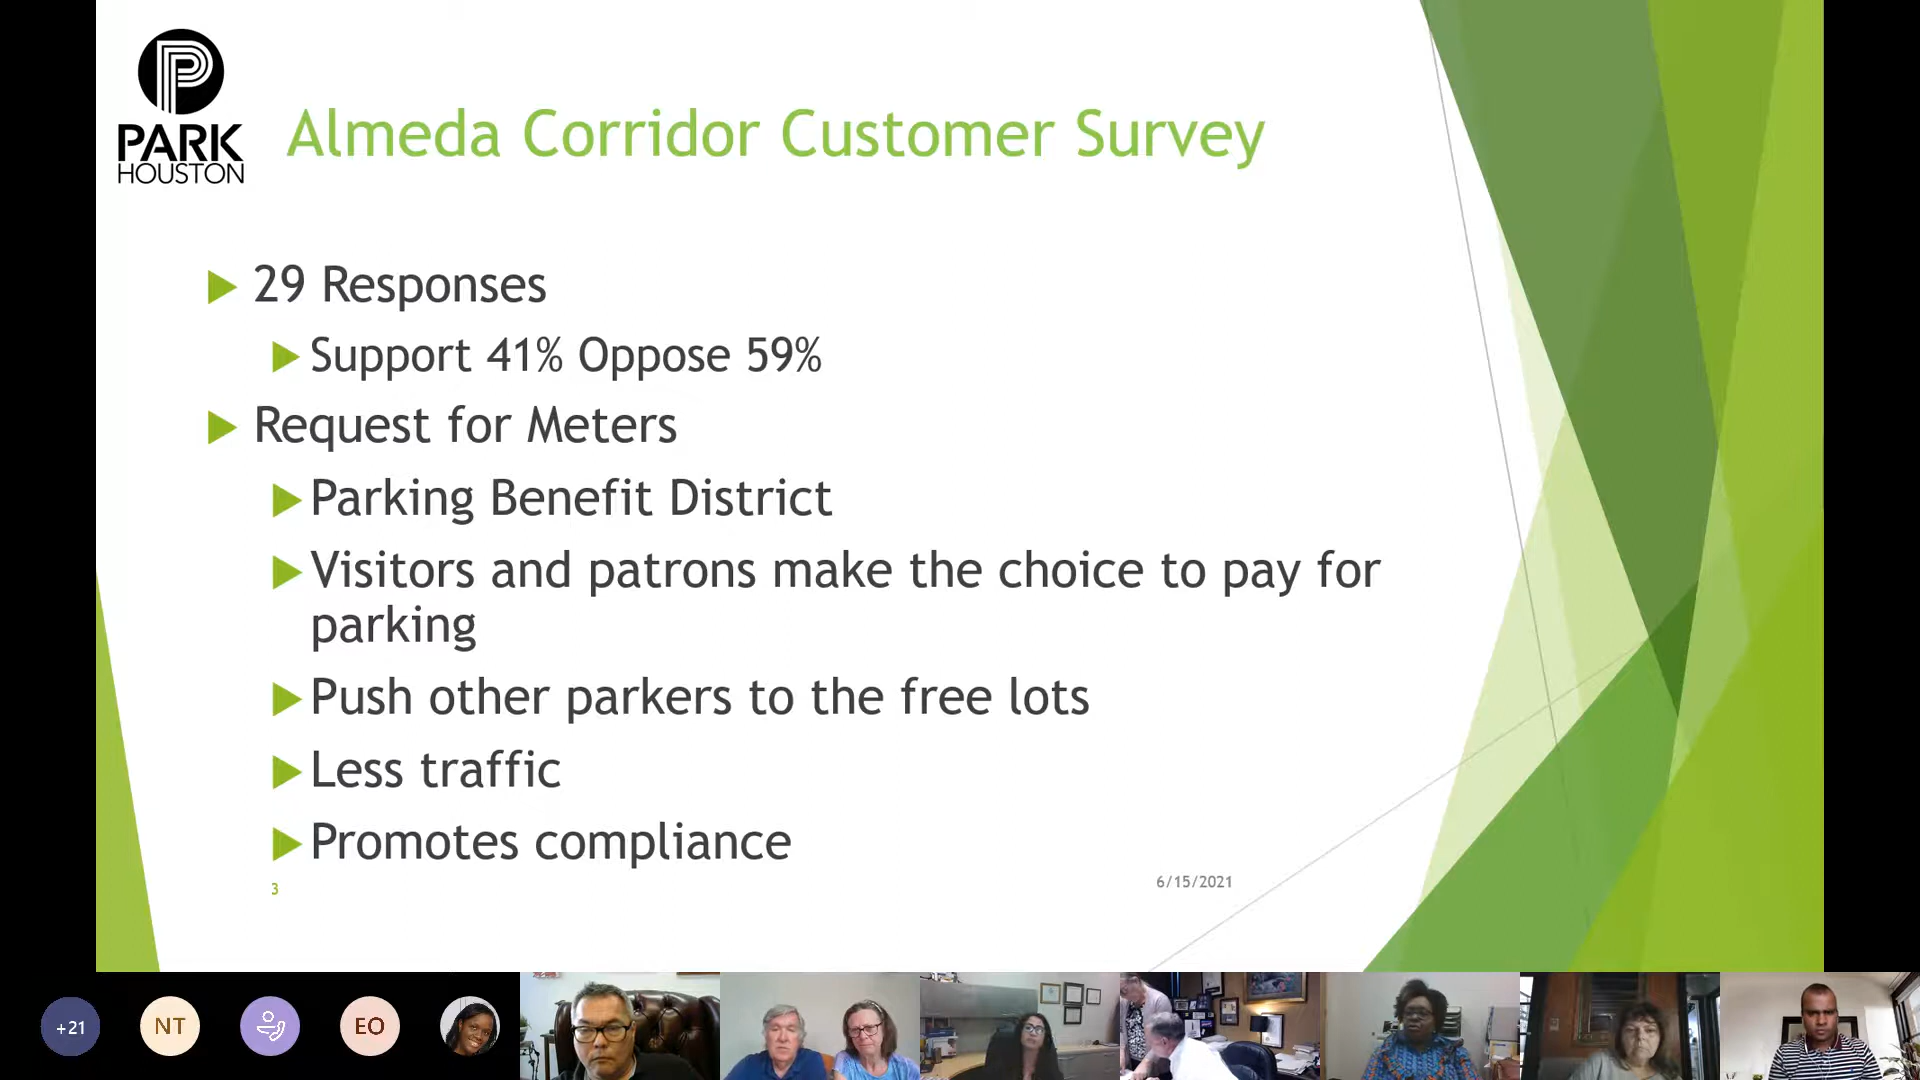 PARK
HOUSTON
Almeda Corridor Customer Survey
29 Responses
Support 41% Oppose 59%
Request for Meters
Parking Benefit District
Visitors and patrons make the choice to pay for
parking
Push other parkers to the free lots
Less traffic
Promotes compliance
3
6/15/2021
+21
NT
EO